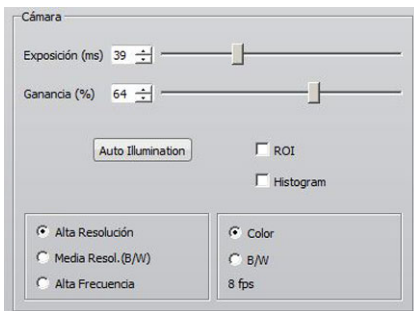 Cámara
Exposición (ms) 39
Ganancia (%) 64
Auto Illumination
ROI
Histogram
Alta Resolución
Media Resol.(B/W)
Alta Frecuencia
Color
B/W
8 fps